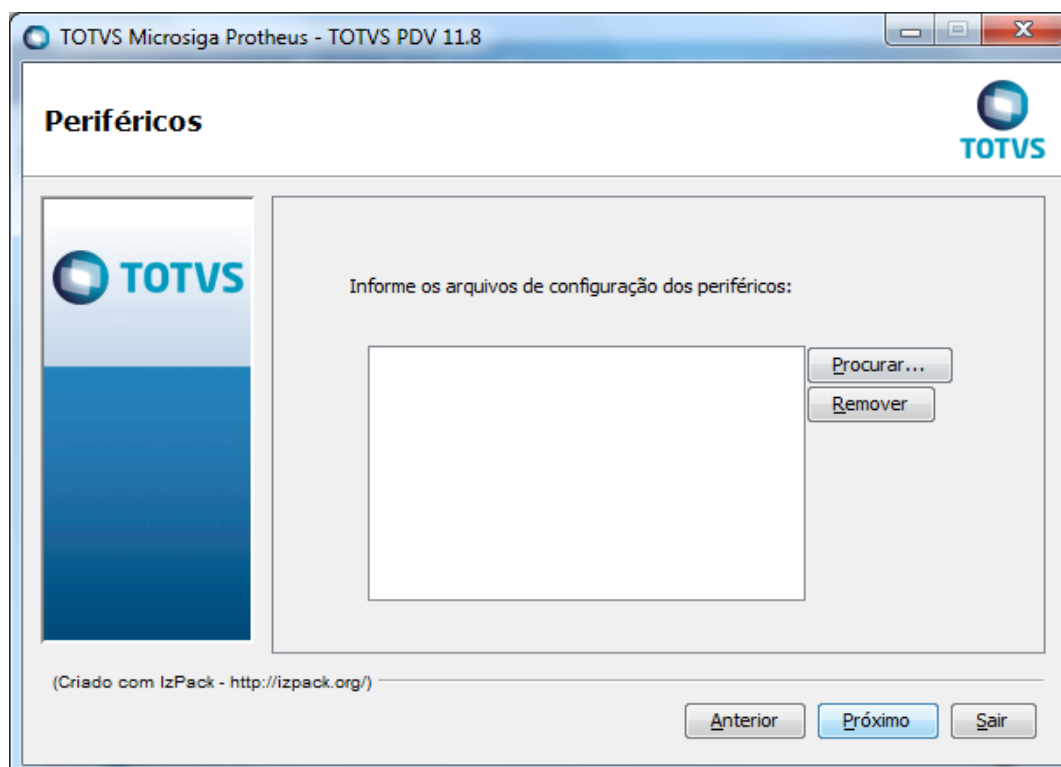 TOTVS Microsiga Protheus - TOTVS PDV 11.8
Periféricos
TOTVS
TOTVS
Informe os arquivos de configuração dos periféricos:
Procurar...
Remover
(Criado com IzPack - http://izpack.org/)
Anterior
Próximo
Sair